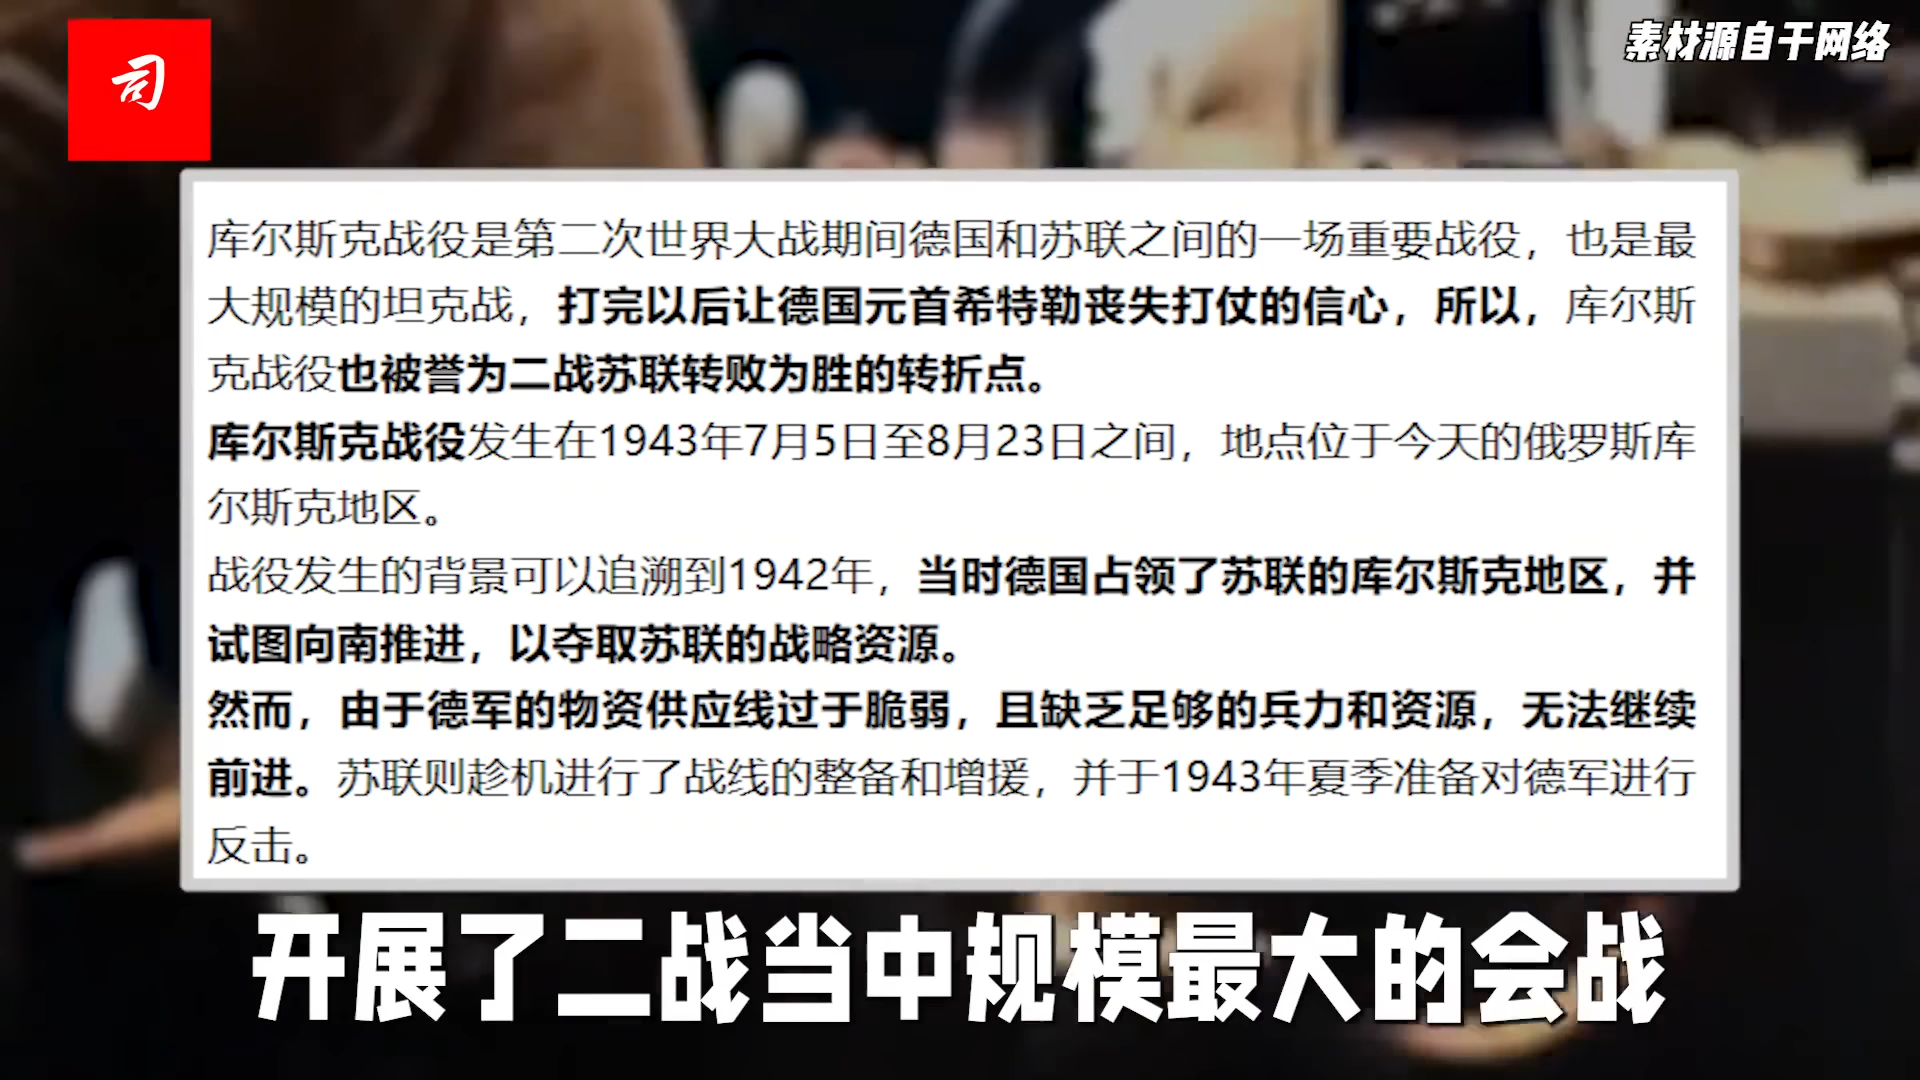 司
素材源自于网络
库尔斯克战役是第二次世界大战期间德国和苏联之间的一场重要战役，也是最
大规模的坦克战，打完以后让德国元首希特勒丧失打仗的信心，所以，库尔斯
克战役也被誉为二战苏联转败为胜的转折点。
库尔斯克战役发生在1943年7月5日至8月23日之间，地点位于今天的俄罗斯库
尔斯克地区。
战役发生的背景可以追溯到1942年，当时德国占领了苏联的库尔斯克地区，并
试图向南推进，以夺取苏联的战略资源。
然而，由于德军的物资供应线过于脆弱，且缺乏足够的兵力和资源，无法继续
前进。苏联则趁机进行了战线的整备和增援，并于1943年夏季准备对德军进行
反击。
开展了二战当中规模最大的会战